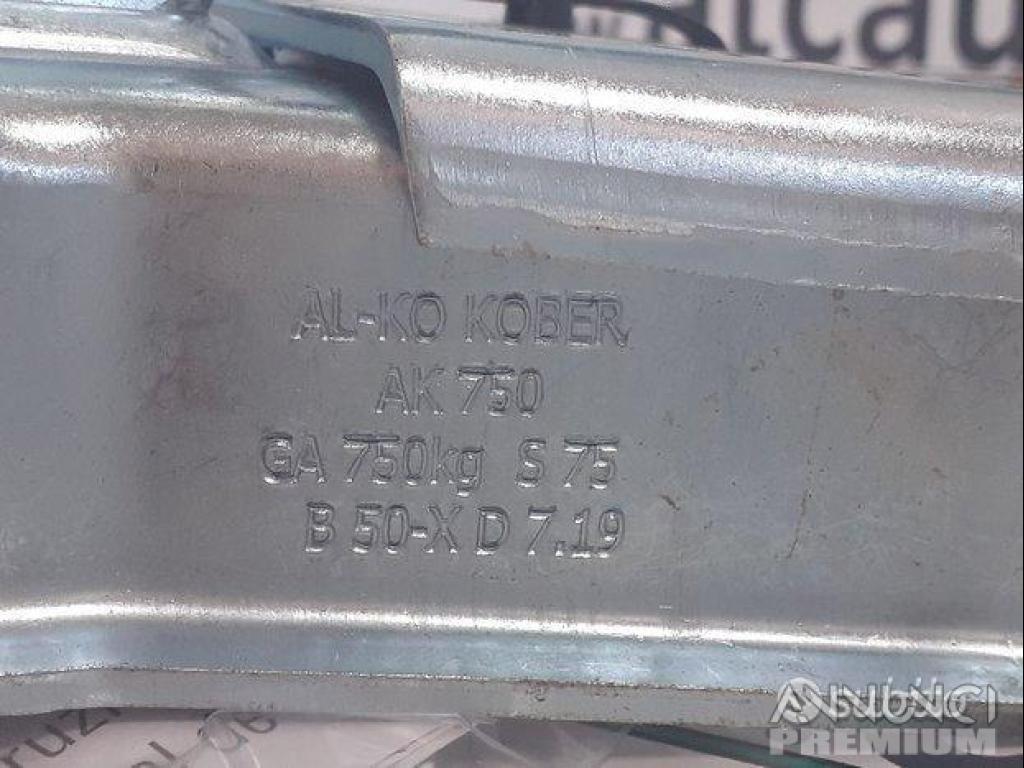 AL-KO KOBER
AK 750
GA 750kg S 75
B 50-X D 7.19
PREMIUM